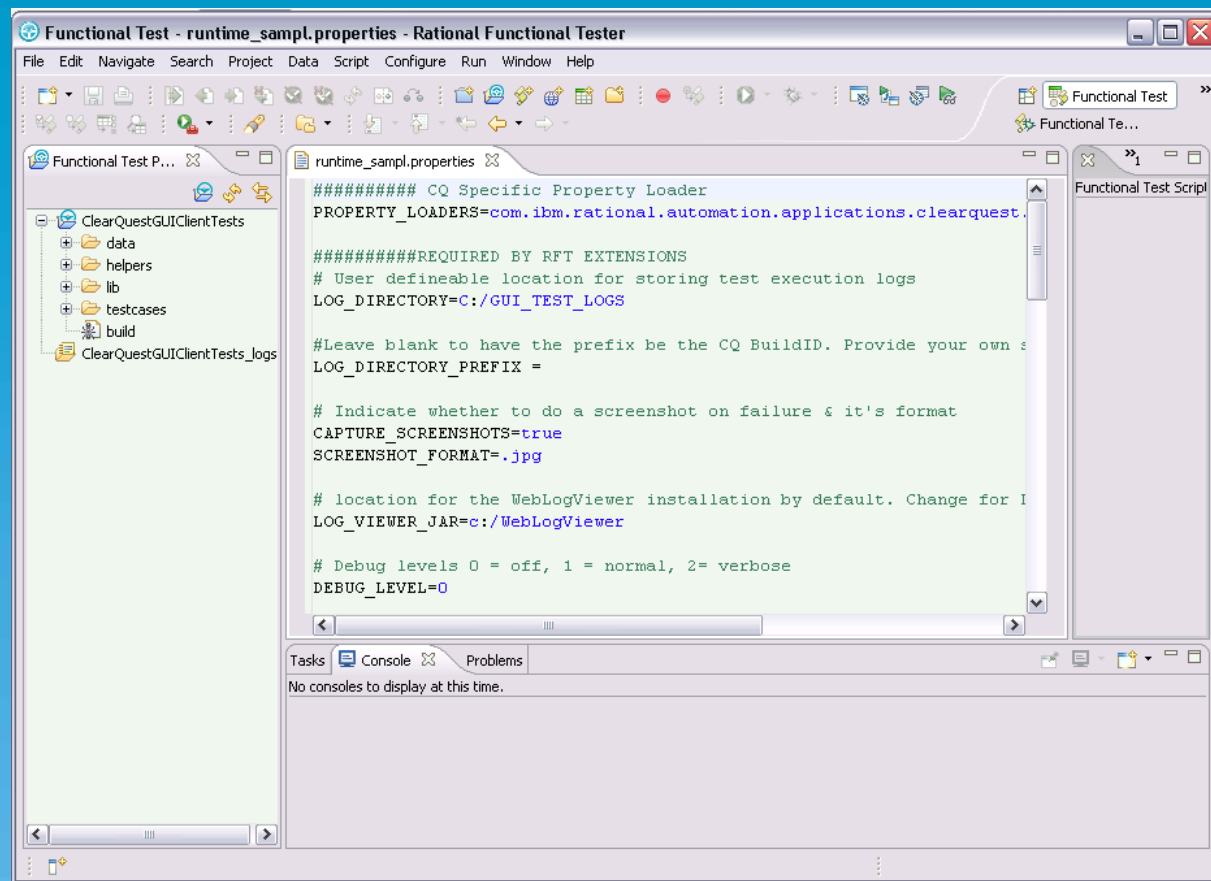 Functional Test - runtime_sampl.properties - Rational Functional Tester
File Edit Navigate Search Project Data Script Configure Run Window Help
Functional Test
Functional Te...
Functional Test P...
ClearQuestGUIClientTests
data
helpers
lib
testcases
build
ClearQuestGUIClientTests_logs
runtime_sampl.properties
########## CQ Specific Property Loader
PROPERTY_LOADERS=com.ibm.rational.automation.applications.clearquest.
##########REQUIRED BY RFT EXTENSIONS
# User defineable location for storing test execution logs
LOG_DIRECTORY=C:/GUI_TEST_LOGS
#Leave blank to have the prefix be the CQ BuildID. Provide your own s
LOG_DIRECTORY_PREFIX =
# Indicate whether to do a screenshot on failure & it's format
CAPTURE_SCREENSHOTS=true
SCREENSHOT_FORMAT=.jpg
# location for the WebLogViewer installation by default. Change for I
LOG_VIEWER_JAR=c:/WebLogViewer
# Debug levels 0 = off, 1 = normal, 2= verbose
DEBUG_LEVEL=0
»1
Functional Test Script
Tasks Console Problems
No consoles to display at this time.